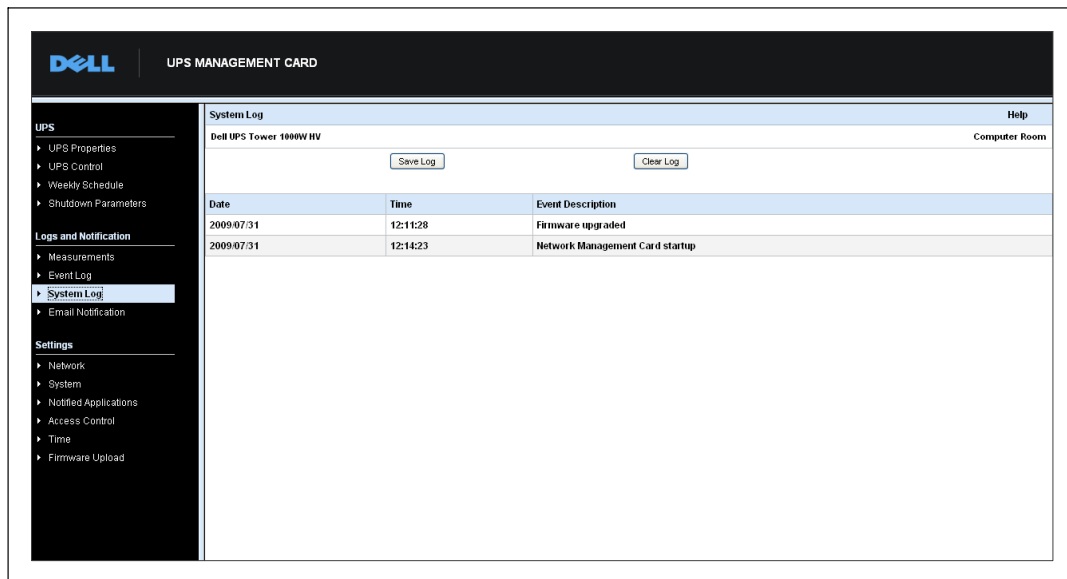 DELL
UPS MANAGEMENT CARD
UPS
UPS Properties
UPS Control
Weekly Schedule
Shutdown Parameters
Logs and Notification
Measurements
Event Log
System Log
Email Notification
Settings
Network
System
Notified Applications
Access Control
Time
Firmware Upload
System Log Help
Dell UPS Tower 1000W HV Computer Room
Save Log Clear Log
Date Time Event Description
2009/07/31 12:11:28 Firmware upgraded
2009/07/31 12:14:23 Network Management Card startup